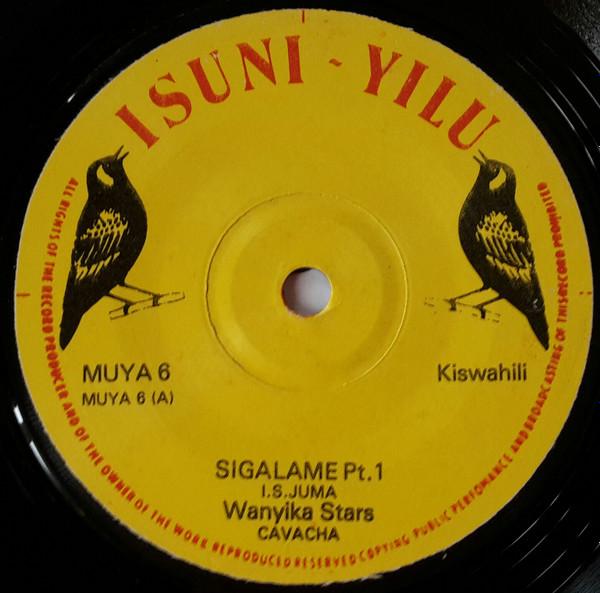 ISUNI - YILU
MUYA 6
MUYA 6 (A)
Kiswahili
SIGALAME Pt.1
I.S.JUMA
Wanyika Stars
CAVACHA
ALL RIGHTS OF THE RECORD PRODUCER AND OF THE OWNER OF THE WORK REPRODUCED RESERVED COPYING PUBLIC PERFOMANCE AND BROADCASTING OF THIS RECORD PROHIBITED